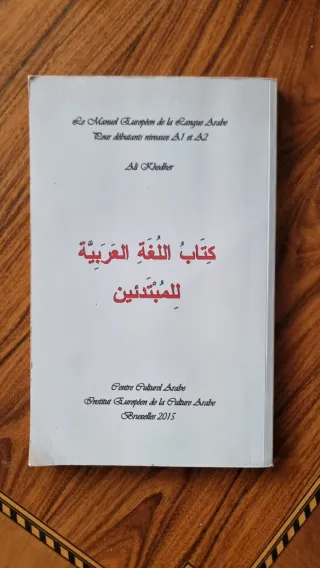 Le Manuel Européen de la Langue Arabe
Pour débutants niveaux A1 et A2
Ali Khedher
كِتَابُ اللُغَةِ العَرَبِيَّة
لِلمُبْتَدئين
Centre Culturel Arabe
Institut Européen de la Culture Arabe
Bruxelles 2015